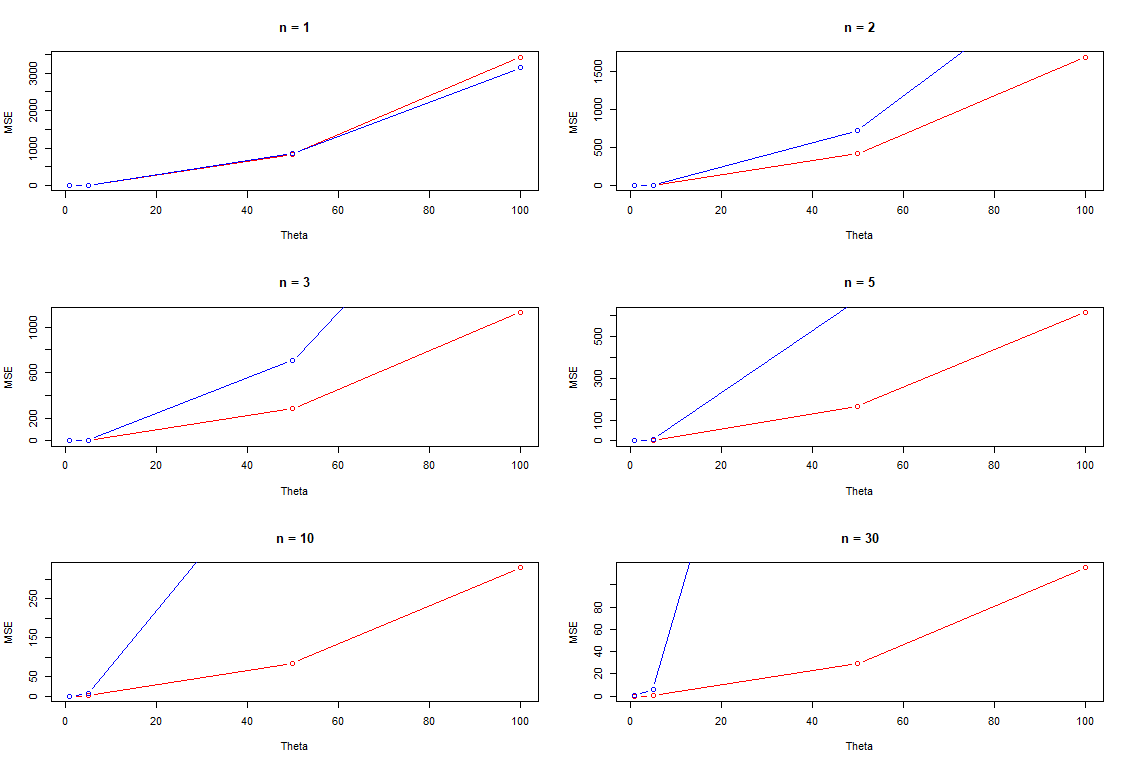 n = 1
MSE
0 1000 2000 3000
0 20 40 60 80 100
Theta
n = 2
MSE
0 500 1000 1500
0 20 40 60 80 100
Theta
n = 3
MSE
0 200 600 1000
0 20 40 60 80 100
Theta
n = 5
MSE
0 100 300 500
0 20 40 60 80 100
Theta
n = 10
MSE
0 50 150 250
0 20 40 60 80 100
Theta
n = 30
MSE
0 20 40 60 80
0 20 40 60 80 100
Theta